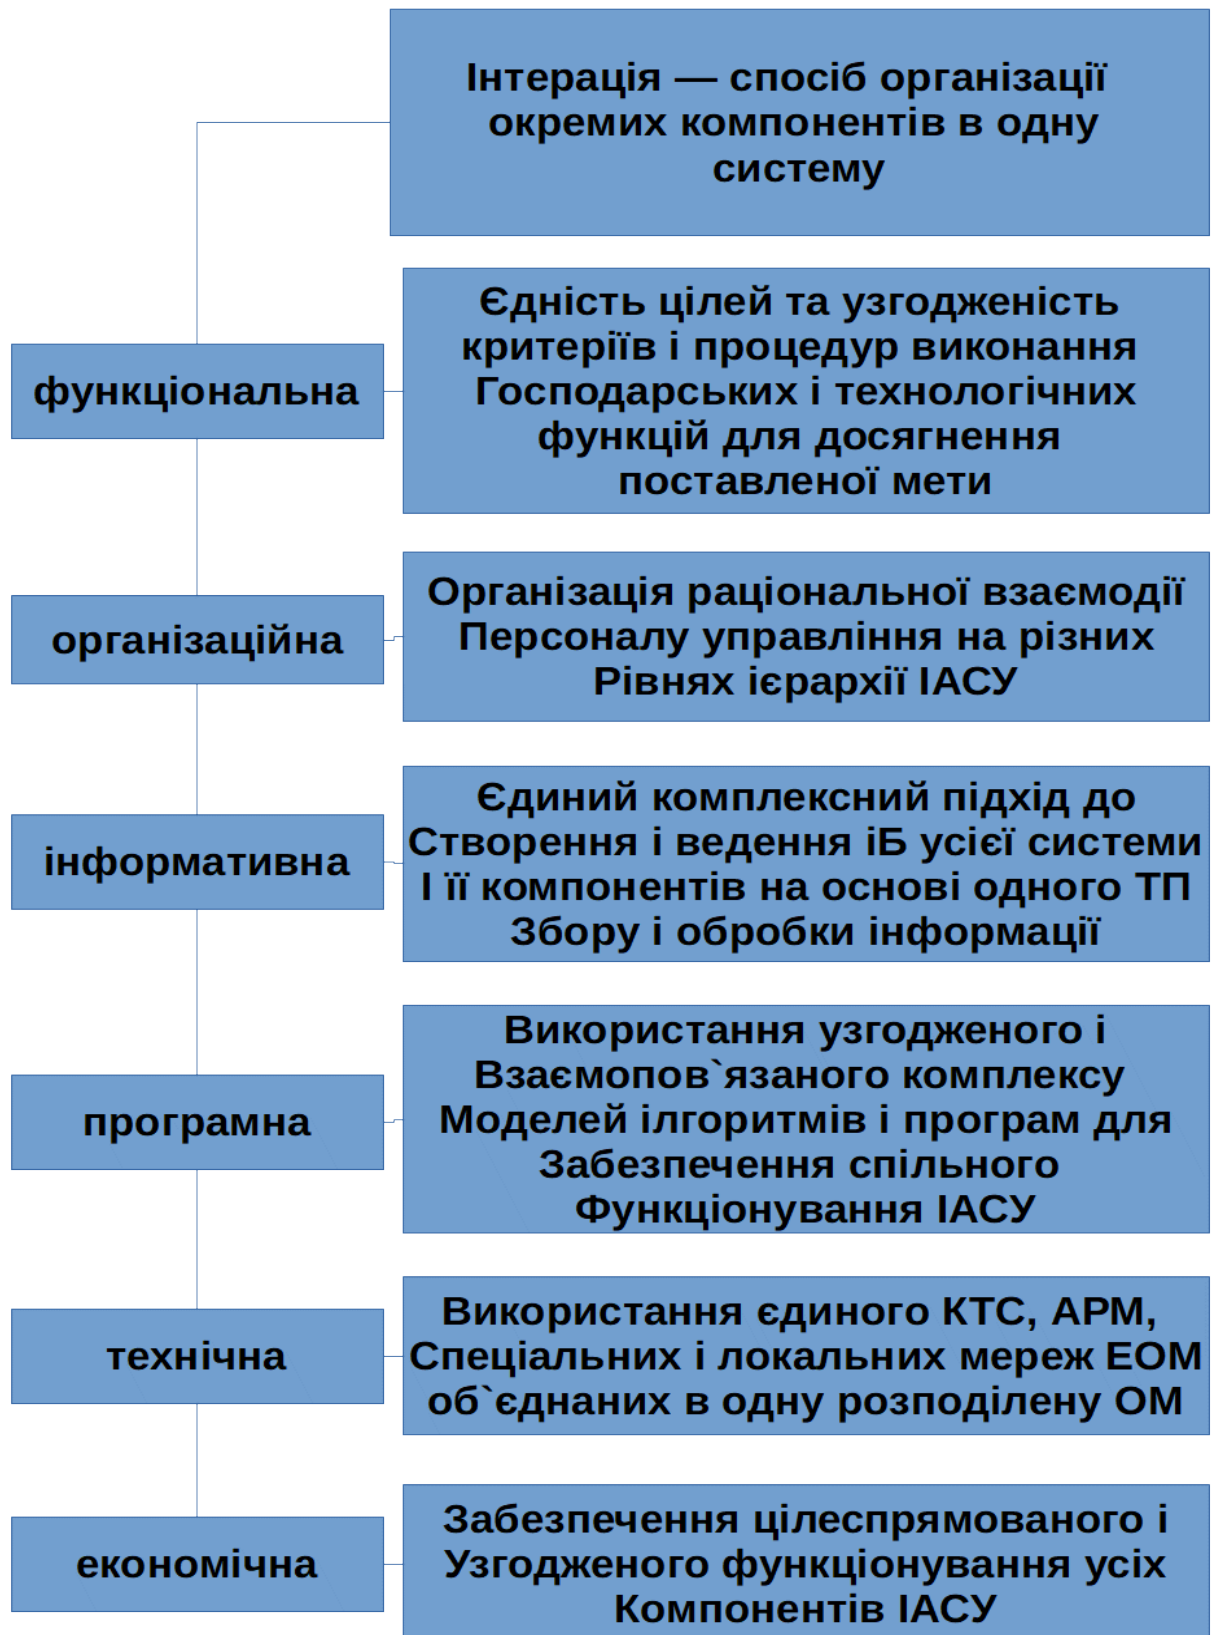 Інтерація — спосіб організації
окремих компонентів в одну
систему
функціональна
Єдність цілей та узгодженість
критеріїв і процедур виконання
Господарських і технологічних
функцій для досягнення
поставленої мети
організаційна
Організація раціональної взаємодії
Персоналу управління на різних
Рівнях ієрархії ІАСУ
інформативна
Єдиний комплексний підхід до
Створення і ведення іБ усієї системи
І її компонентів на основі одного ТП
Збору і обробки інформації
програмна
Використання узгодженого і
Взаємопов`язаного комплексу
Моделей ілгоритмів і програм для
Забезпечення спільного
Функціонування ІАСУ
технічна
Використання єдиного КТС, АРМ,
Спеціальних і локальних мереж ЕОМ
об`єднаних в одну розподілену ОМ
економічна
Забезпечення цілеспрямованого і
Узгодженого функціонування усіх
Компонентів ІАСУ